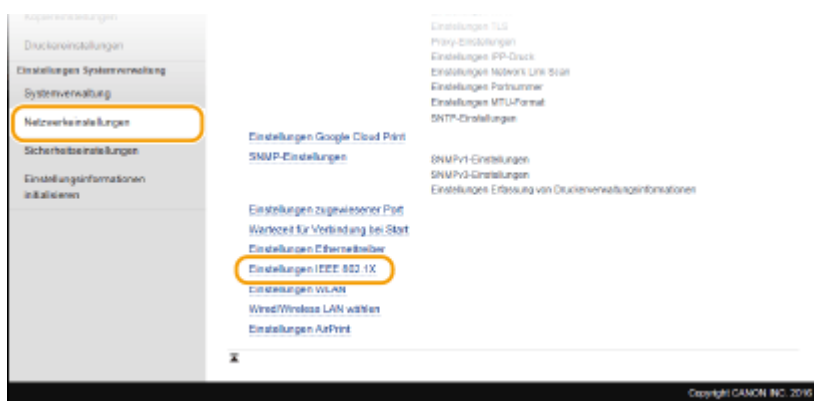 Kopiereinstellungen
Druckereinstellungen
Einstellungen Systemverwaltung
Systemverwaltung
Netzwerkeinstellungen
Sicherheitseinstellungen
Einstellungsinformationen
initialisieren
Einstellungen TLS
Proxy-Einstellungen
Einstellungen IPP-Druck
Einstellungen Network Link Scan
Einstellungen Portnummer
Einstellungen MTU-Format
SNTP-Einstellungen
Einstellungen Google Cloud Print
SNMP-Einstellungen
SNMPv1-Einstellungen
SNMPv3-Einstellungen
Einstellungen Erfassung von Druckerverwaltungsinformationen
Einstellungen zugewiesener Port
Wartezeit für Verbindung bei Start
Einstellungen Ethernettreiber
Einstellungen IEEE 802.1X
Einstellungen WLAN
Wired/Wireless LAN wählen
Einstellungen AirPrint
Copyright CANON INC. 2016